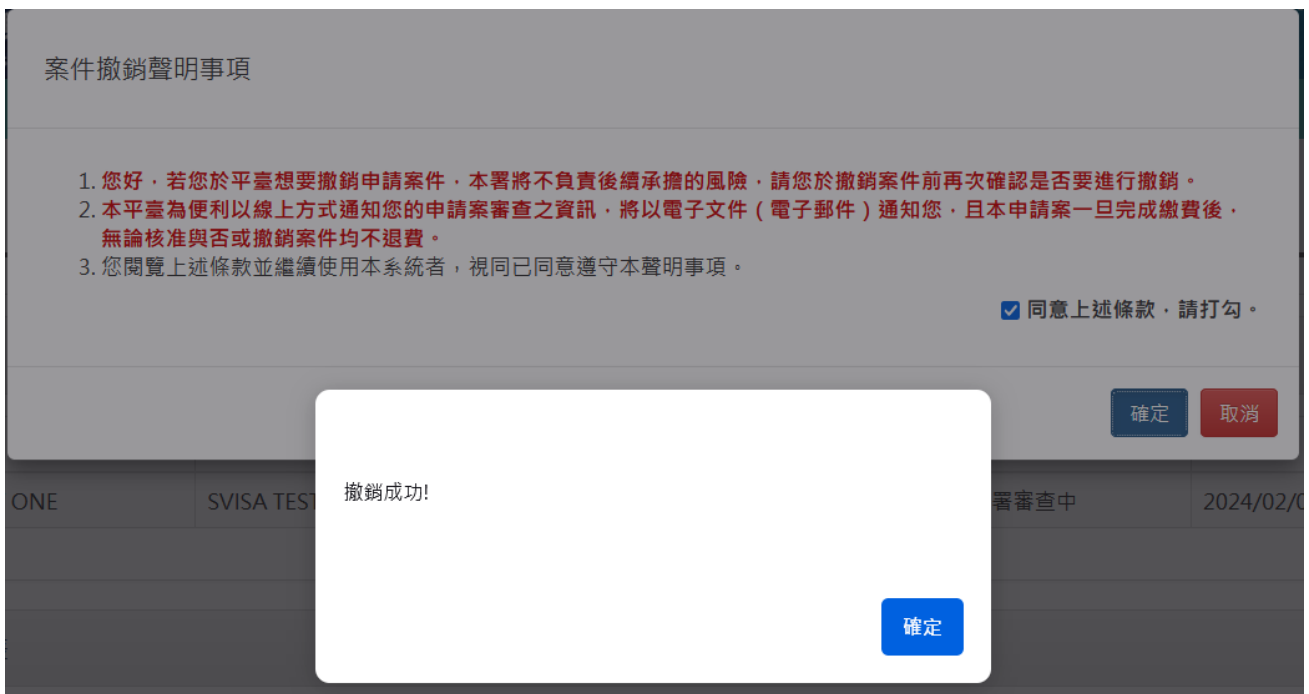 案件撤銷聲明事項
1. 您好，若您於平臺想要撤銷申請案件，本署將不負責後續承擔的風險，請您於撤銷案件前再次確認是否要進行撤銷。
2. 本平臺為便利以線上方式通知您的申請案審查之資訊，將以電子文件（電子郵件）通知您，且本申請案一旦完成繳費後，
無論核准與否或撤銷案件均不退費。
3. 您閱覽上述條款並繼續使用本系統者，視同已同意遵守本聲明事項。
同意上述條款，請打勾。
確定 取消
ONE SVISA TEST 署審查中 2024/02/0
撤銷成功!
確定